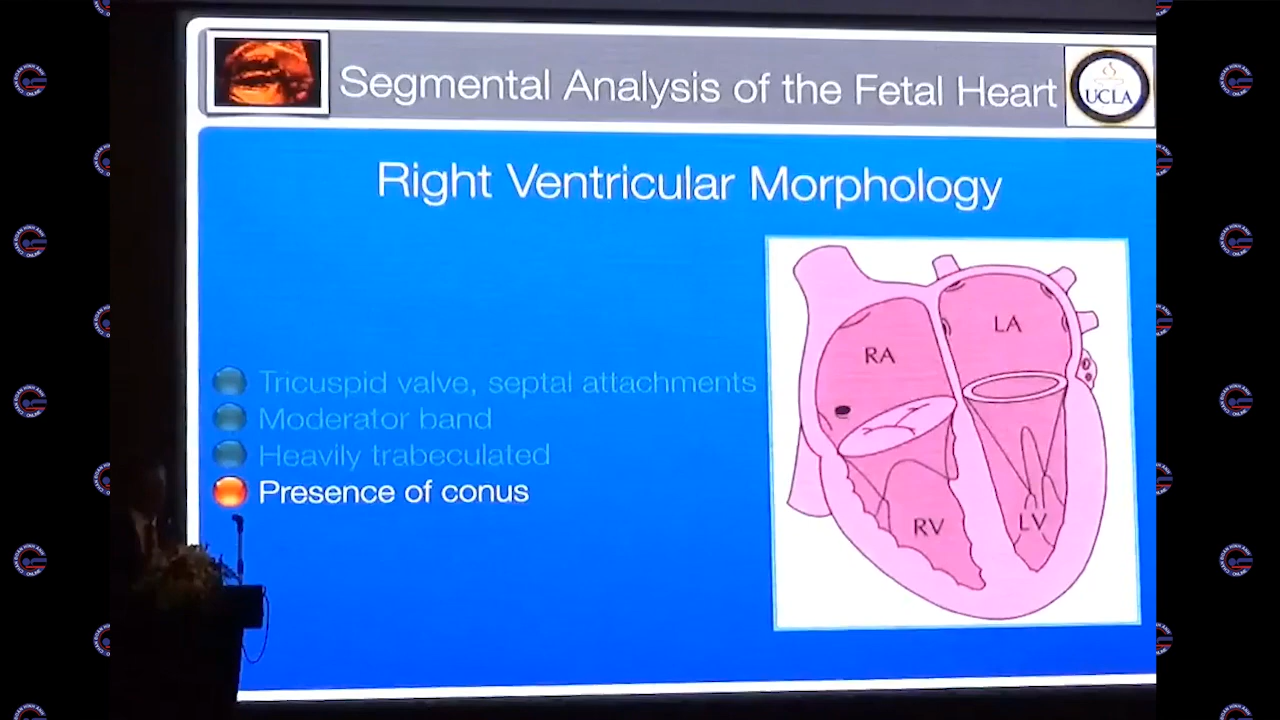 Segmental Analysis of the Fetal Heart
UCLA
Right Ventricular Morphology
Tricuspid valve, septal attachments
Moderator band
Heavily trabeculated
Presence of conus
RA
LA
RV
LV